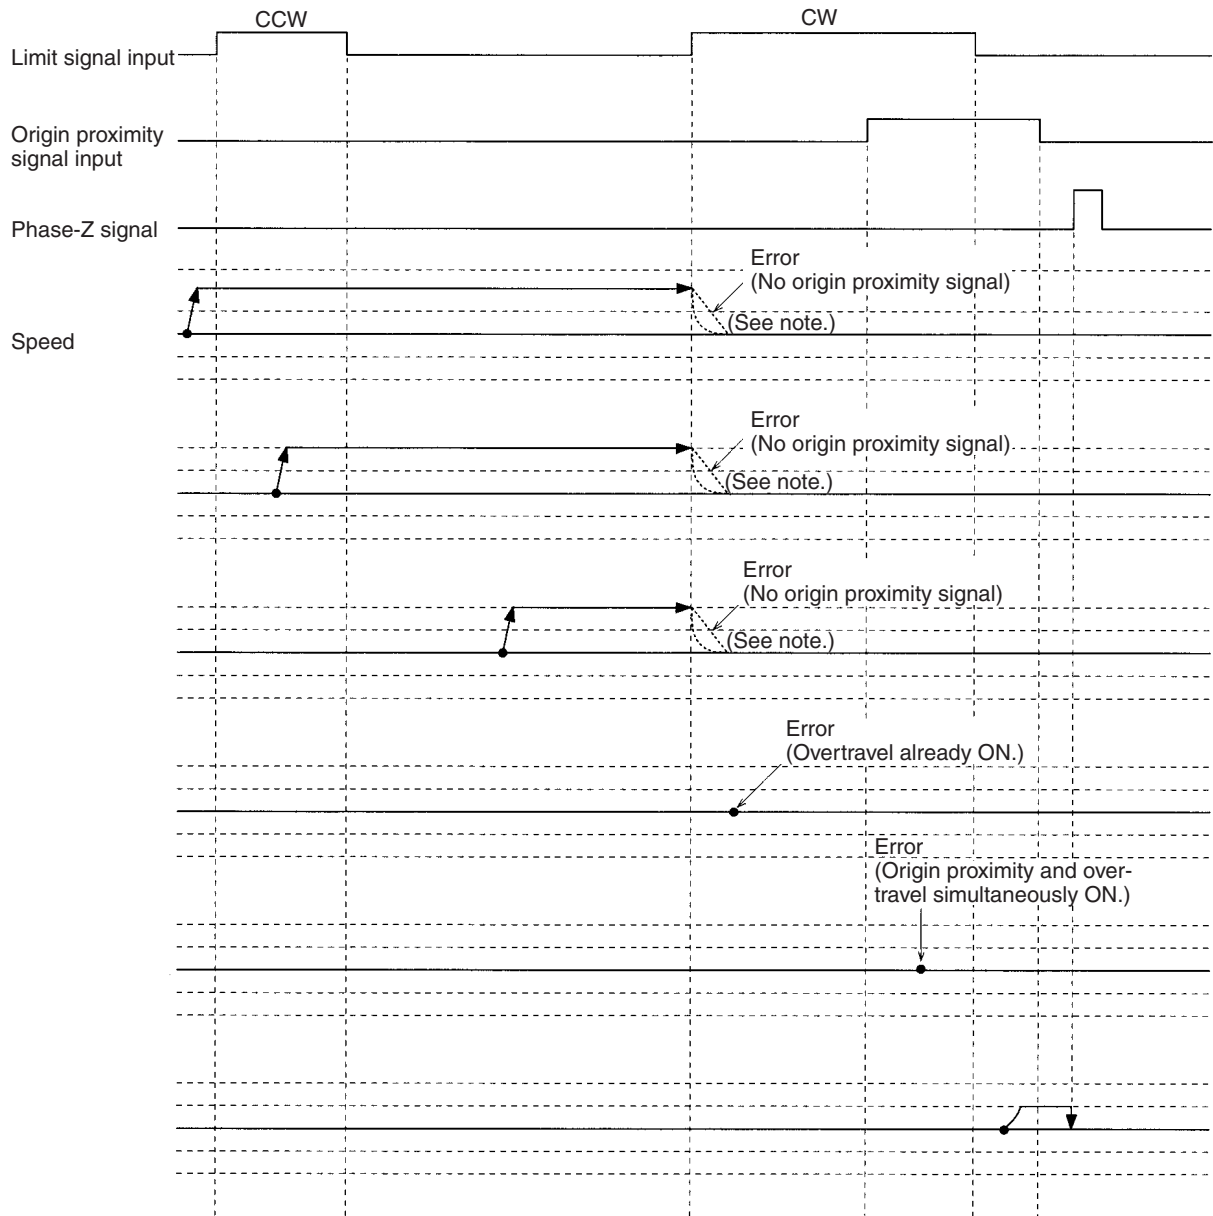 CCW
CW
Limit signal input
Origin proximity
signal input
Phase-Z signal
Error
(No origin proximity signal)
(See note.)
Speed
Error
(No origin proximity signal)
(See note.)
Error
(No origin proximity signal)
(See note.)
Error
(Overtravel already ON.)
Error
(Origin proximity and over-
travel simultaneously ON.)